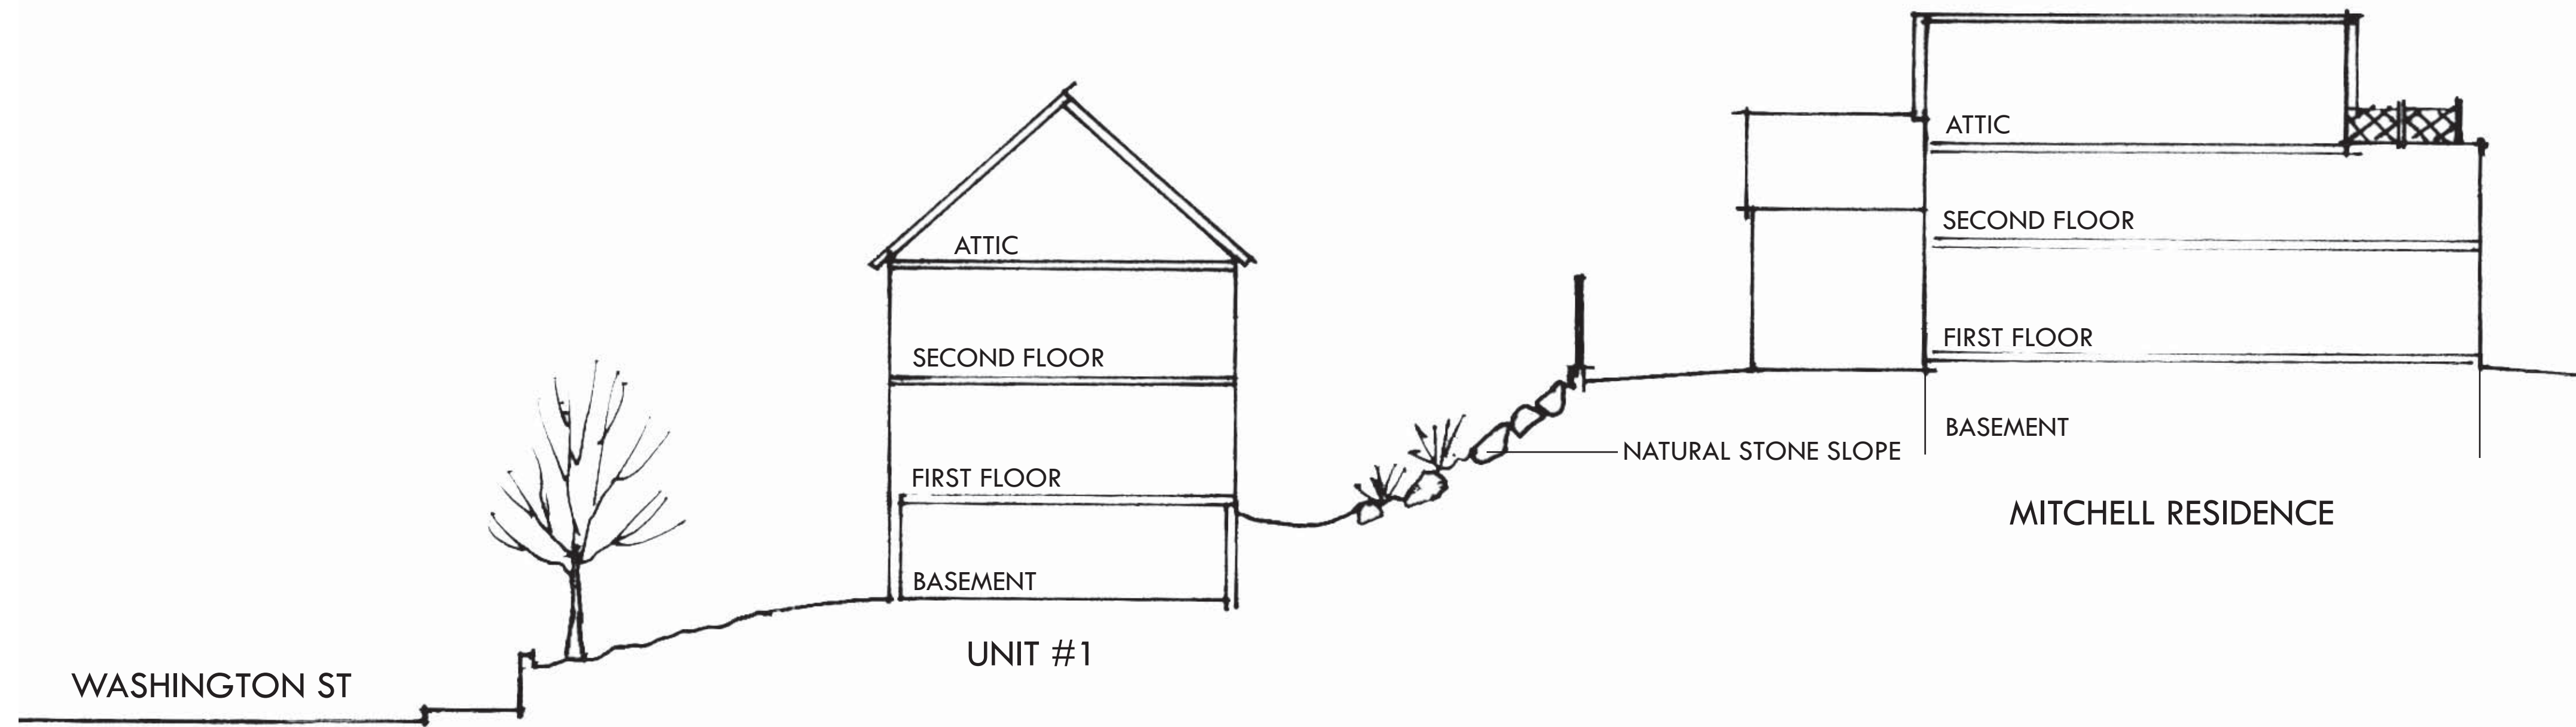 WASHINGTON ST
ATTIC
SECOND FLOOR
FIRST FLOOR
BASEMENT
UNIT #1
NATURAL STONE SLOPE
ATTIC
SECOND FLOOR
FIRST FLOOR
BASEMENT
MITCHELL RESIDENCE